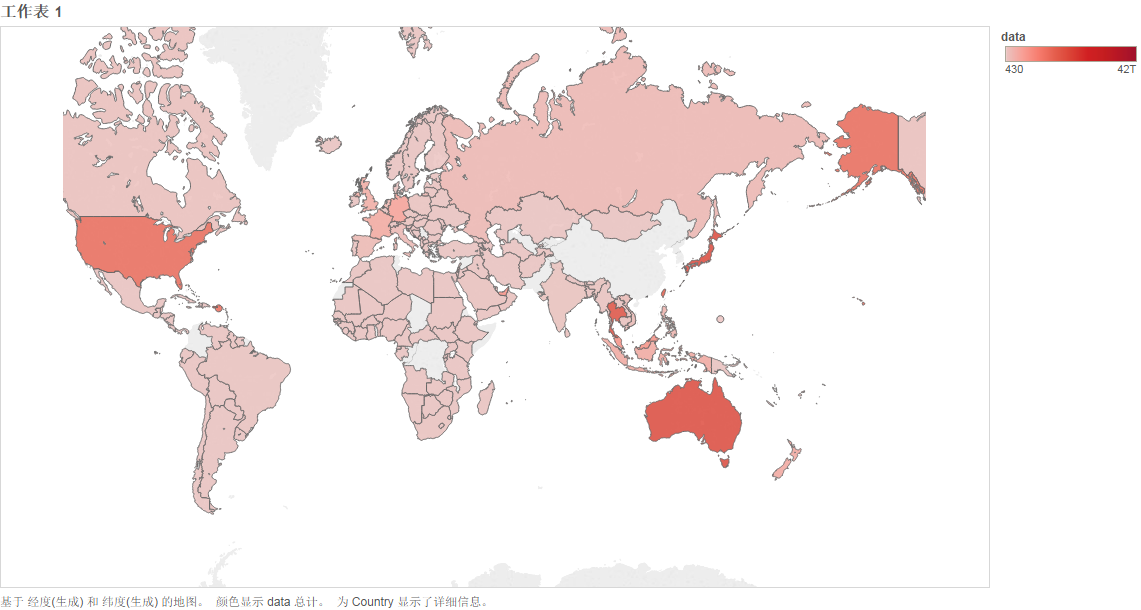 工作表 1
data
430 42T
基于 经度(生成) 和 纬度(生成) 的地图。 颜色显示 data 总计。 为 Country 显示了详细信息。